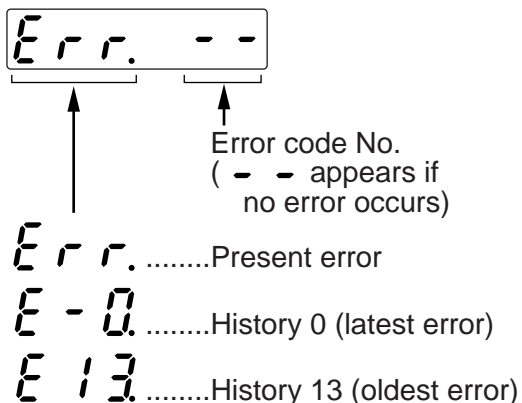 Err. --
Error code No.
( - - appears if
no error occurs)
Err. ........Present error
E-0. ........History 0 (latest error)
E13. ........History 13 (oldest error)